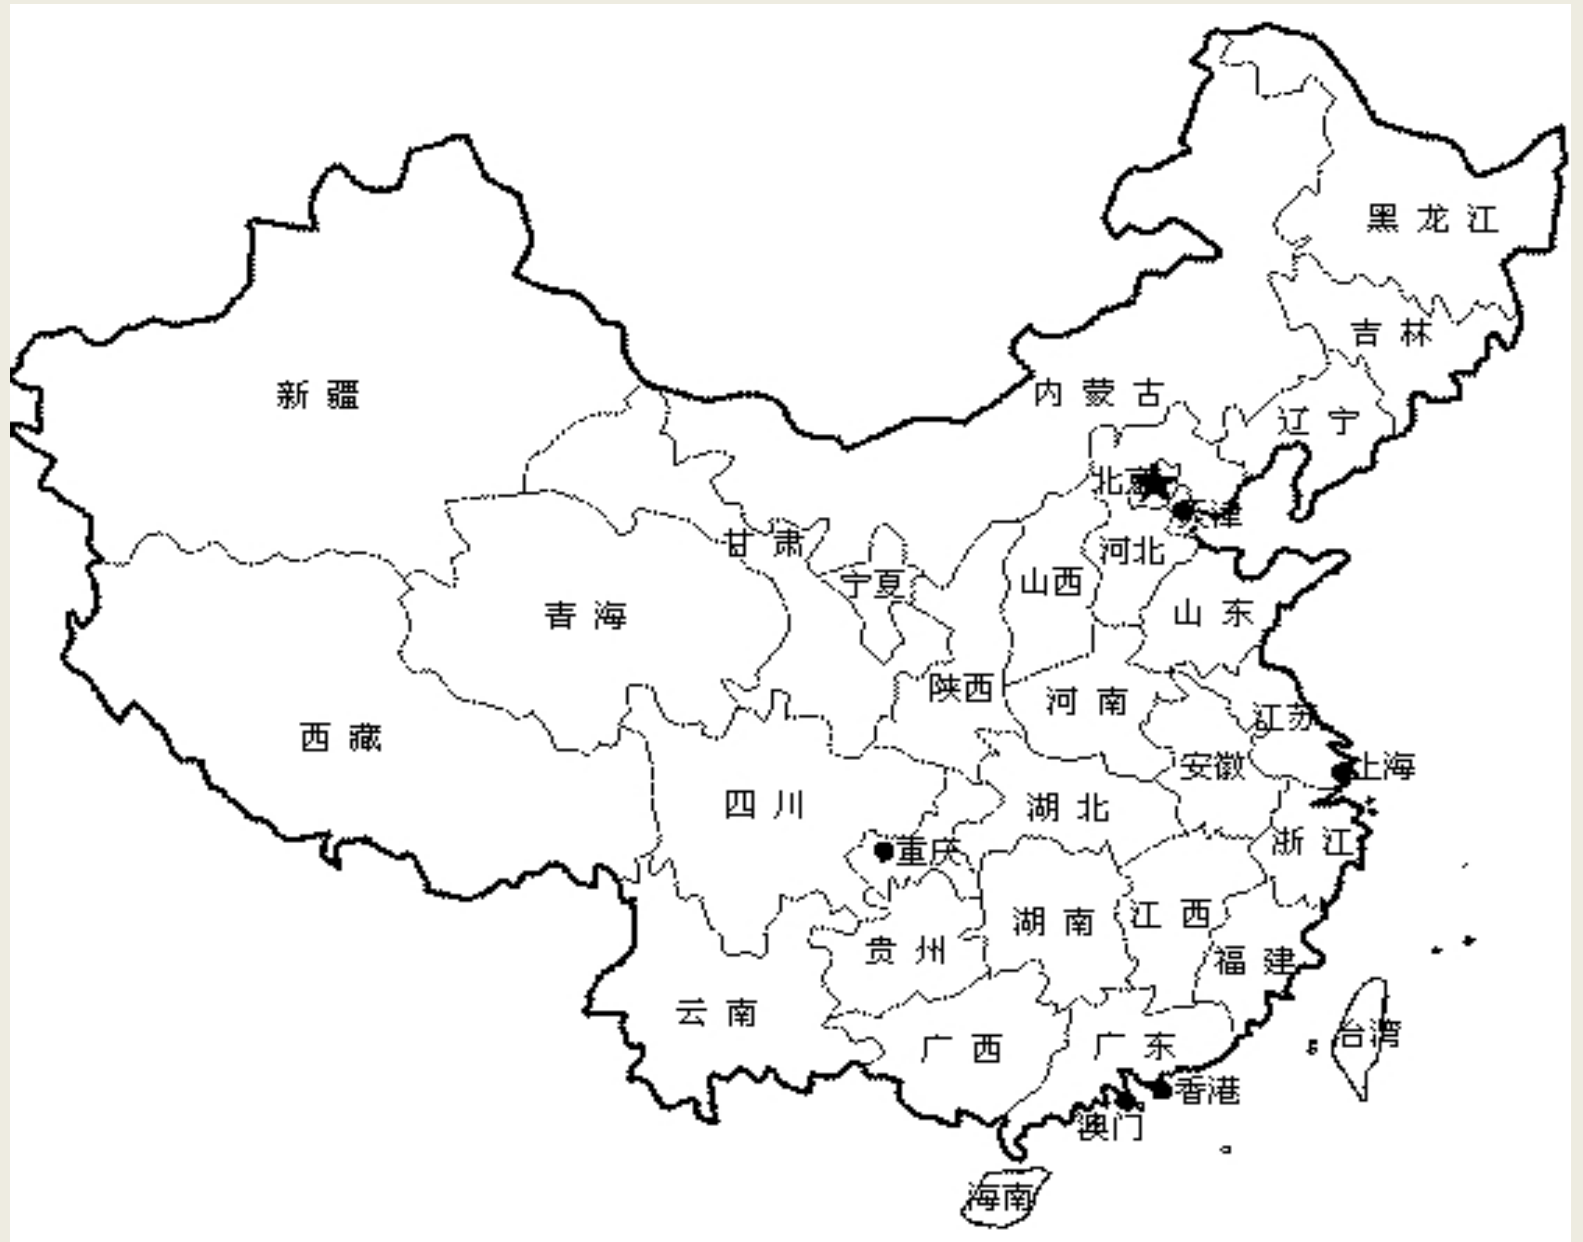 黑龙江
吉林
新疆
内蒙古
辽宁
北京
天津
甘肃
河北
宁夏
山西
青海
山东
陕西
河南
西藏
江苏
安徽
上海
四川
湖北
浙江
重庆
湖南
江西
贵州
福建
云南
台湾
广西
广东
香港
澳门
海南